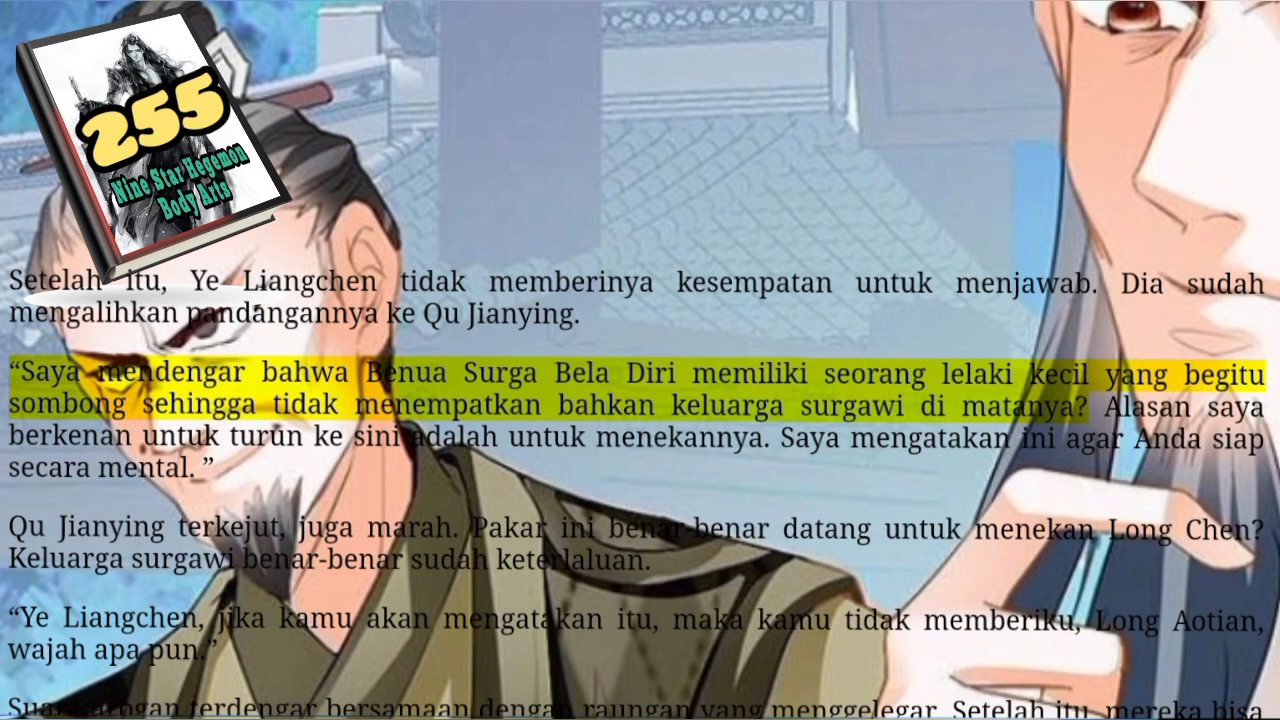 255
Nine Star Hegemon
Body Arts
Setelah itu, Ye Liangchen tidak memberinya kesempatan untuk menjawab. Dia sudah
mengalihkan pandangannya ke Qu Jianying.
“Saya mendengar bahwa Benua Surga Bela Diri memiliki seorang lelaki kecil yang begitu
sombong sehingga tidak menempatkan bahkan keluarga surgawi di matanya? Alasan saya
berkenan untuk turun ke sini adalah untuk menekannya. Saya mengatakan ini agar Anda siap
secara mental. ”
Qu Jianying terkejut, juga marah. Pakar ini benar-benar datang untuk menekan Long Chen?
Keluarga surgawi benar-benar sudah keterlaluan.
“Ye Liangchen, jika kamu akan mengatakan itu, maka kamu tidak memberiku, Long Aotian,
wajah apa pun.”
Suara arogan terdengar bersamaan dengan raungan yang menggelegar. Setelah itu, mereka bisa